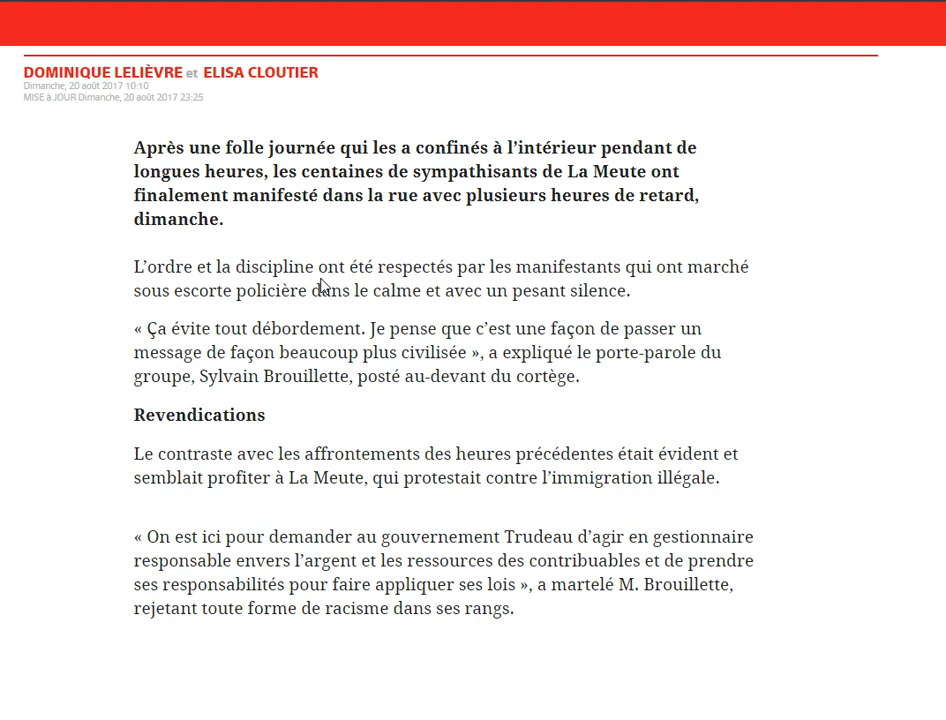 DOMINIQUE LELIÈVRE et ELISA CLOUTIER
Dimanche, 20 août 2017 10:10
MISE à JOUR Dimanche, 20 août 2017 23:25
Après une folle journée qui les a confinés à l’intérieur pendant de
longues heures, les centaines de sympathisants de La Meute ont
finalement manifesté dans la rue avec plusieurs heures de retard,
dimanche.
L’ordre et la discipline ont été respectés par les manifestants qui ont marché
sous escorte policière dans le calme et avec un pesant silence.
« Ça évite tout débordement. Je pense que c’est une façon de passer un
message de façon beaucoup plus civilisée », a expliqué le porte-parole du
groupe, Sylvain Brouillette, posté au-devant du cortège.
Revendications
Le contraste avec les affrontements des heures précédentes était évident et
semblait profiter à La Meute, qui protestait contre l’immigration illégale.
« On est ici pour demander au gouvernement Trudeau d’agir en gestionnaire
responsable envers l’argent et les ressources des contribuables et de prendre
ses responsabilités pour faire appliquer ses lois », a martelé M. Brouillette,
rejetant toute forme de racisme dans ses rangs.